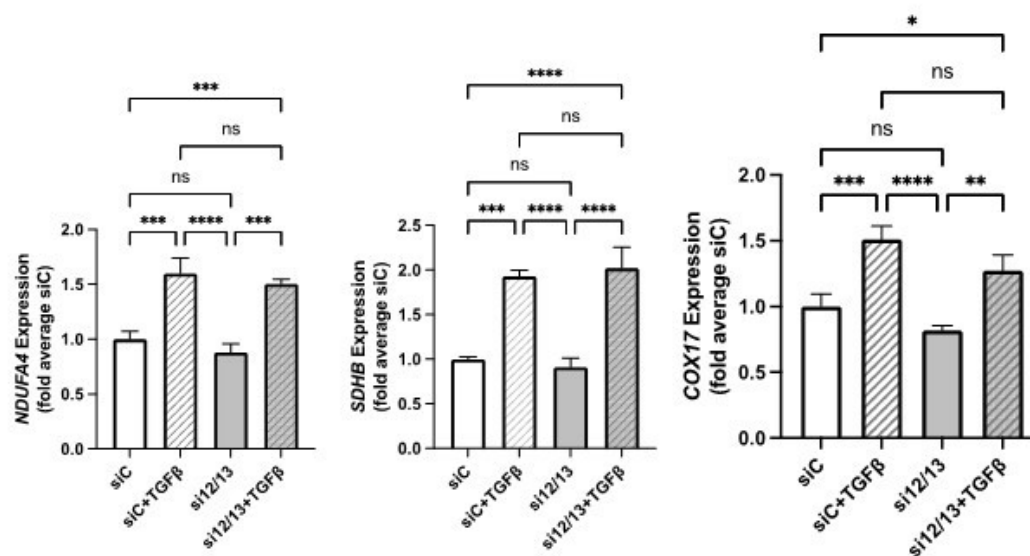 ***
ns
ns
*** **** ***
NDUFA4 Expression
(fold average siC)
2.0
1.5
1.0
0.5
0.0
siC
siC+TGFβ
si12/13
si12/13+TGFβ
****
ns
ns
*** **** ****
SDHB Expression
(fold average siC)
2.5
2.0
1.5
1.0
0.5
0.0
siC
siC+TGFβ
si12/13
si12/13+TGFβ
*
ns
ns
*** **** **
COX17 Expression
(fold average siC)
2.0
1.5
1.0
0.5
0.0
siC
siC+TGFβ
si12/13
si12/13+TGFβ